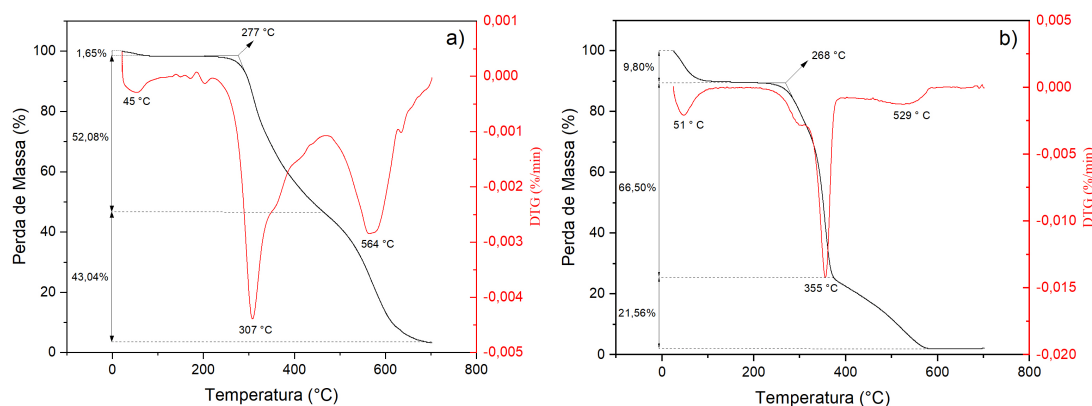 a)
Perda de Massa (%)
100
80
60
40
20
0
1,65%
52,08%
43,04%
277 °C
45 °C
307 °C
564 °C
0,001
0,000
-0,001
-0,002
-0,003
-0,004
-0,005
DTG (%/min)
0
200
400
600
800
Temperatura (°C)
b)
Perda de Massa (%)
100
80
60
40
20
0
9,80%
66,50%
21,56%
268 °C
51 ° C
355 °C
529 °C
0,005
0,000
-0,005
-0,010
-0,015
-0,020
DTG (%/min)
0
200
400
600
800
Temperatura (°C)